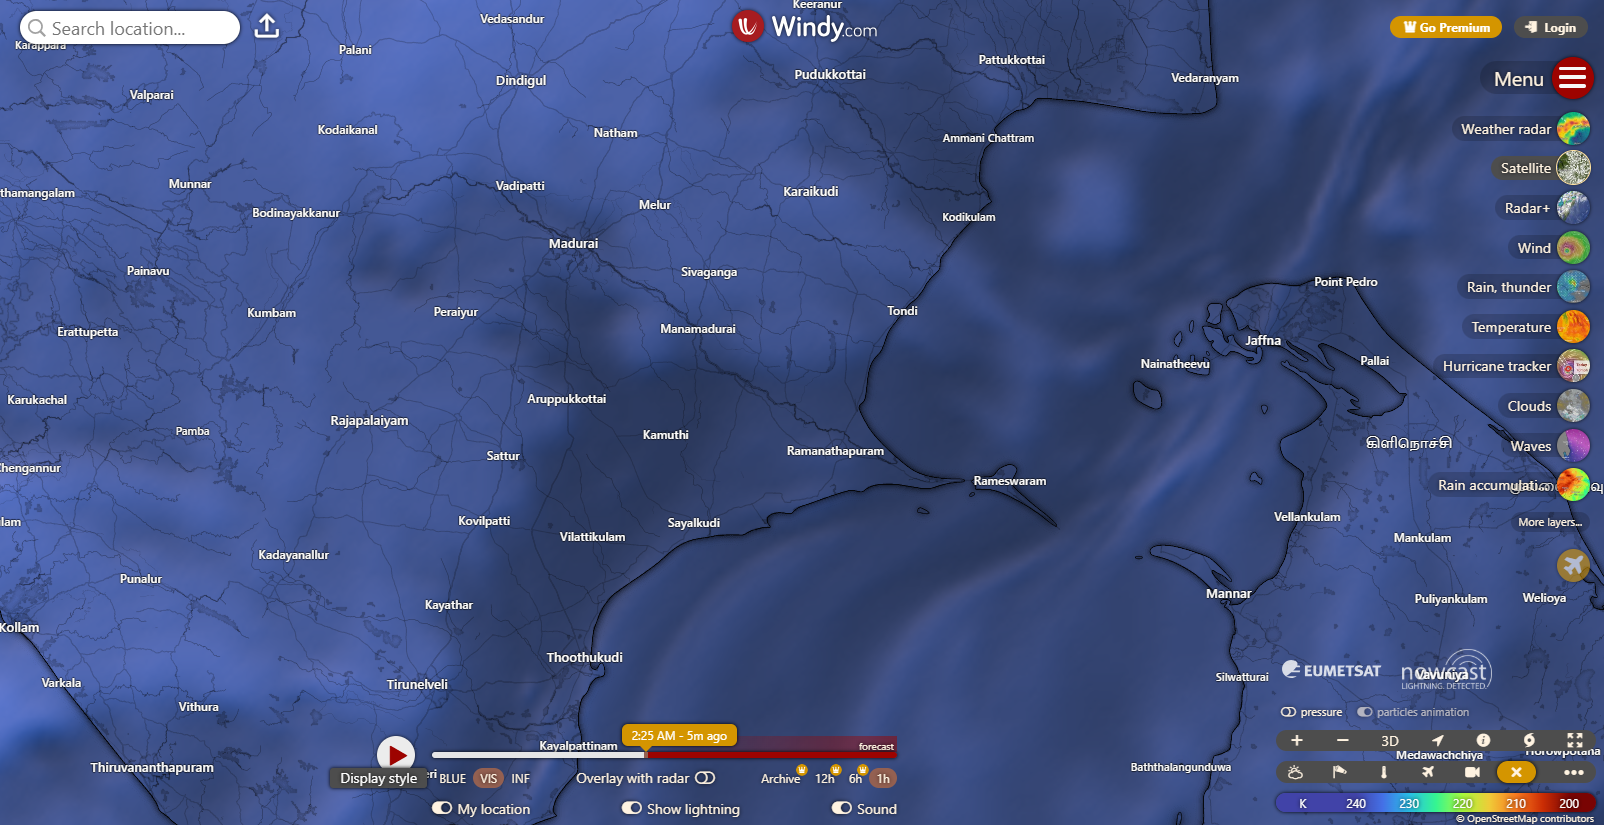 Keeranur
Search location...
Vedasandur
Windy.com
Go Premium
Login
Karappara
Palani
Pattukkottai
Dindigul
Pudukkottai
Vedaranyam
Menu
Valparai
Kodaikanal
Natham
Ammani Chattram
Weather radar
Satellite
thamangalam
Munnar
Vadipatti
Karaikudi
Bodinayakkanur
Melur
Kodikulam
Radar+
Madurai
Wind
Painavu
Sivaganga
Point Pedro
Rain, thunder
Kumbam
Peraiyur
Tondi
Erattupetta
Manamadurai
Jaffna
Temperature
Nainatheevu
Pallai
Hurricane tracker
Karukachal
Aruppukkottai
Clouds
Pamba
Rajapalaiyam
Kamuthi
கிளிநொச்சி
Waves
Chengannur
Sattur
Ramanathapuram
Rameswaram
Rain accumulati
lam
Kovilpatti
Sayalkudi
Vellankulam
More layers...
Vilattikulam
Mankulam
Kadayanallur
Punalur
Kayathar
Mannar
Puliyankulam
Welioya
Kollam
Thoothukudi
EUMETSAT
nowcast
LIGHTNING. DETECTED.
Vavuniya
Varkala
Tirunelveli
Silwatturai
Vithura
pressure
particles animation
2:25 AM - 5m ago
Kayalpattinam
forecast
3D
Medawachchiya
Horowpotana
Thiruvananthapuram
Baththalangunduwa
Display style
eri
BLUE
VIS
INF
Overlay with radar
Archive
12h
6h
1h
My location
Show lightning
Sound
K 240 230 220 210 200
© OpenStreetMap contributors